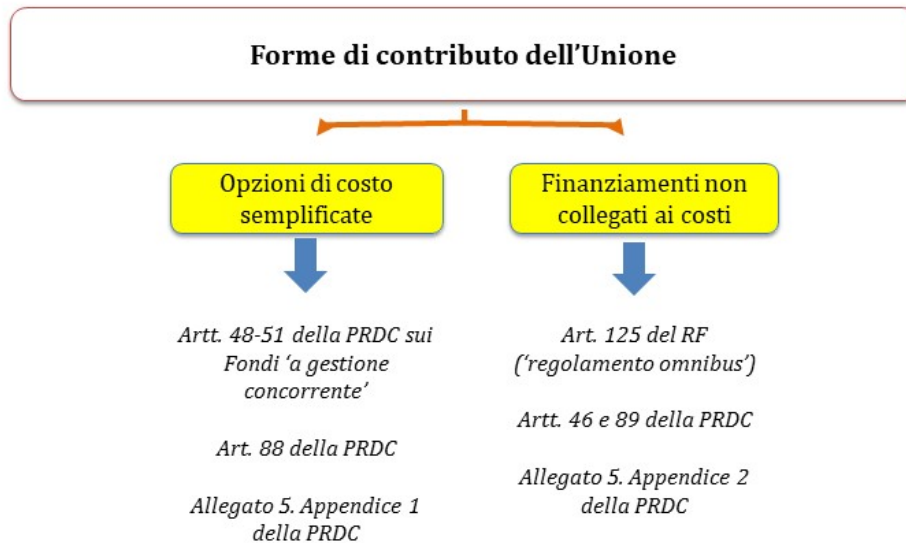 Forme di contributo dell’Unione
Opzioni di costo
semplificate
Artt. 48-51 della PRDC sui
Fondi ‘a gestione
concorrente’
Art. 88 della PRDC
Allegato 5. Appendice 1
della PRDC
Finanziamenti non
collegati ai costi
Art. 125 del RF
(‘regolamento omnibus’)
Artt. 46 e 89 della PRDC
Allegato 5. Appendice 2
della PRDC